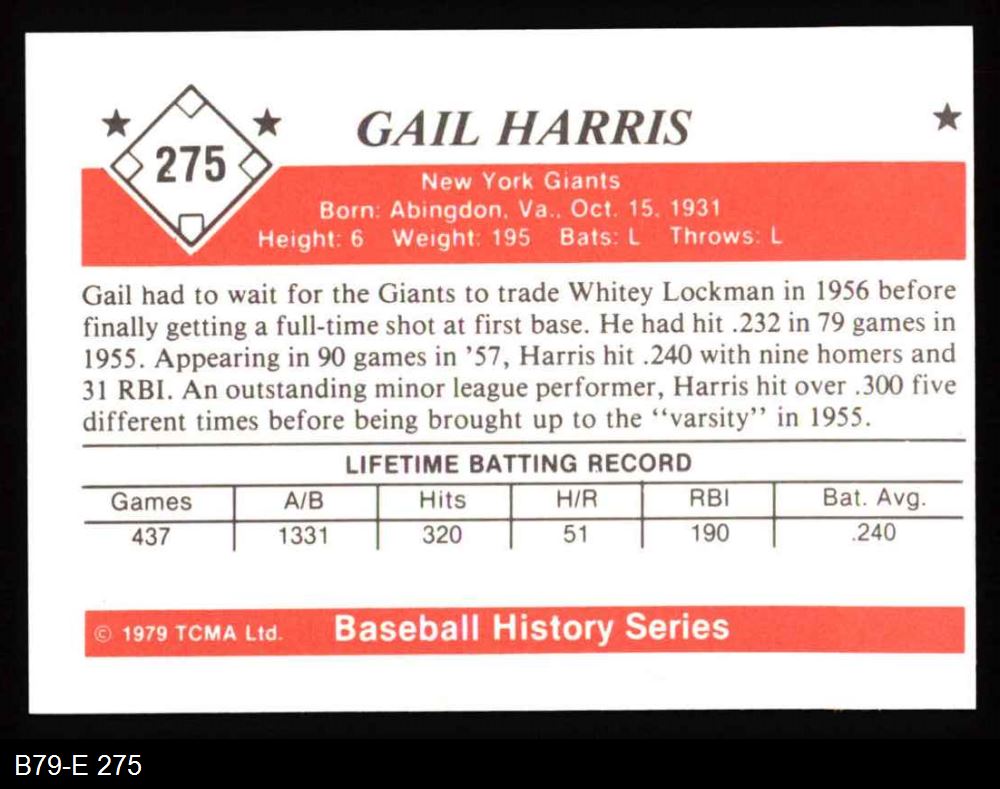 275
GAIL HARRIS
New York Giants
Born: Abingdon, Va., Oct. 15, 1931
Height: 6 Weight: 195 Bats: L Throws: L
Gail had to wait for the Giants to trade Whitey Lockman in 1956 before
finally getting a full-time shot at first base. He had hit .232 in 79 games in
1955. Appearing in 90 games in ’57, Harris hit .240 with nine homers and
31 RBI. An outstanding minor league performer, Harris hit over .300 five
different times before being brought up to the “varsity” in 1955.
LIFETIME BATTING RECORD
Games A/B Hits H/R RBI Bat. Avg.
437 1331 320 51 190 .240
© 1979 TCMA Ltd. Baseball History Series
B79-E 275